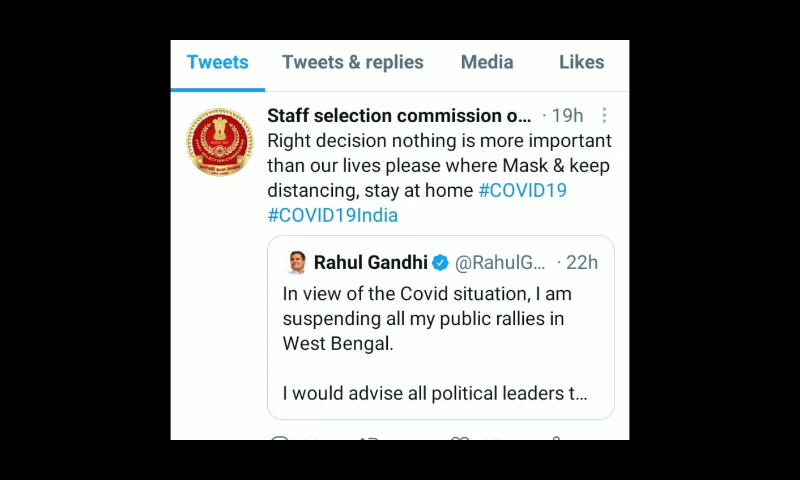 Tweets Tweets & replies Media Likes
Staff selection commission o... · 19h
Right decision nothing is more important
than our lives please where Mask & keep
distancing, stay at home #COVID19
#COVID19India
Rahul Gandhi @RahulG... · 22h
In view of the Covid situation, I am
suspending all my public rallies in
West Bengal.
I would advise all political leaders t...